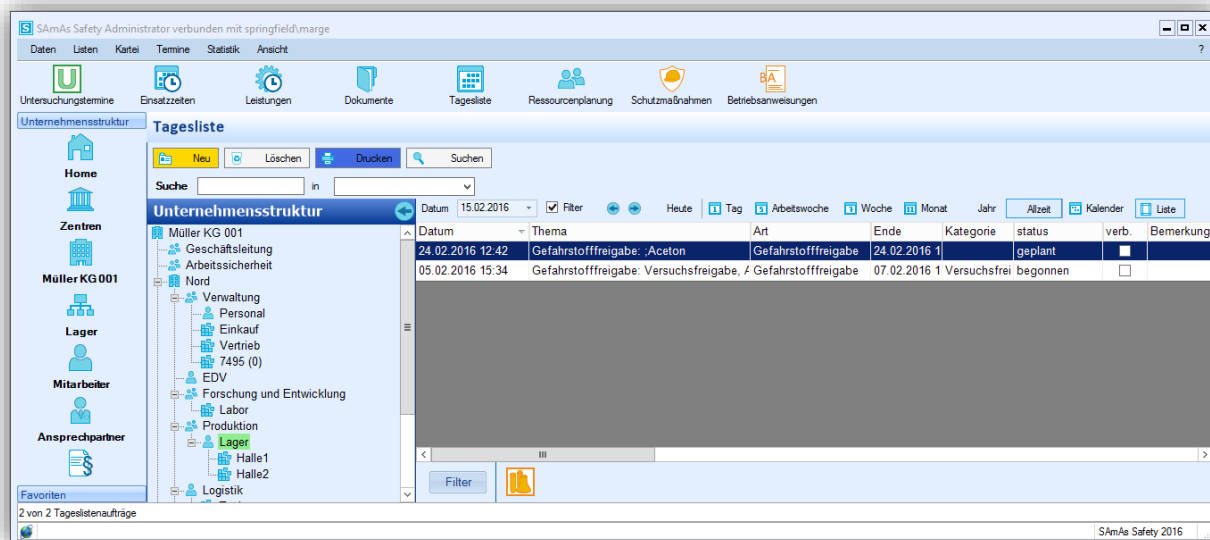 SAmAs Safety Administrator verbunden mit springfield\marge
Daten Listen Kartei Termine Statistik Ansicht ?
Untersuchungstermine Einsatzzeiten Leistungen Dokumente Tagesliste Ressourcenplanung Schutzmaßnahmen Betriebsanweisungen
Unternehmensstruktur
Home
Zentren
Müller KG 001
Lager
Mitarbeiter
Ansprechpartner
Favoriten
Tagesliste
Neu Löschen Drucken Suchen
Suche in
Unternehmensstruktur
Müller KG 001
Geschäftsleitung
Arbeitssicherheit
Nord
Verwaltung
Personal
Einkauf
Vertrieb
7495 (0)
EDV
Forschung und Entwicklung
Labor
Produktion
Lager
Halle1
Halle2
Logistik
Datum 15.02.2016 Filter Heute Tag Arbeitswoche Woche Monat Jahr Allzeit Kalender Liste
Datum Thema Art Ende Kategorie status verb. Bemerkung
24.02.2016 12:42 Gefahrstofffreigabe: ;Aceton Gefahrstofffreigabe 24.02.2016 1 geplant
05.02.2016 15:34 Gefahrstofffreigabe: Versuchsfreigabe, A Gefahrstofffreigabe 07.02.2016 1 Versuchsfrei begonnen
Filter
2 von 2 Tageslistenaufträge
SAmAs Safety 2016